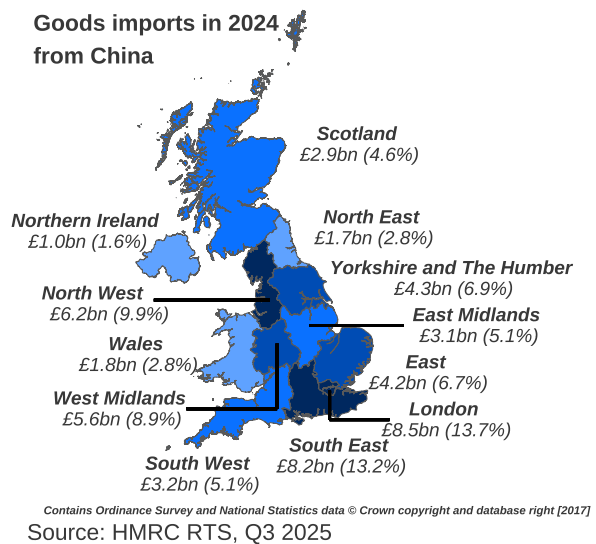 Goods imports in 2024
from China
Scotland
£2.9bn (4.6%)
Northern Ireland
£1.0bn (1.6%)
North East
£1.7bn (2.8%)
Yorkshire and The Humber
£4.3bn (6.9%)
North West
£6.2bn (9.9%)
East Midlands
£3.1bn (5.1%)
Wales
£1.8bn (2.8%)
East
£4.2bn (6.7%)
West Midlands
£5.6bn (8.9%)
London
£8.5bn (13.7%)
South East
£8.2bn (13.2%)
South West
£3.2bn (5.1%)
Contains Ordinance Survey and National Statistics data © Crown copyright and database right [2017]
Source: HMRC RTS, Q3 2025